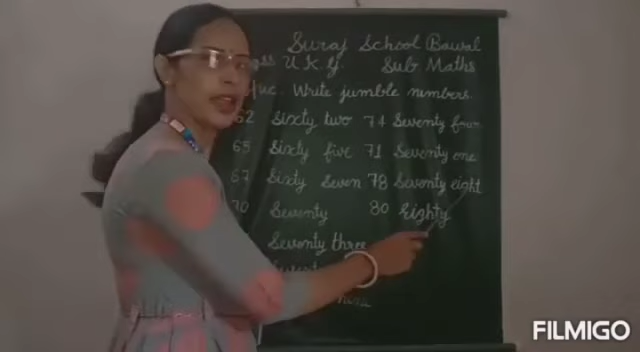 Suraj School Bawal
ss U.K.G. Sub. Maths
Que. Write jumble numbers.
62 Sixty two 74 Seventy four
65 Sixty five 71 Seventy one
67 Sixty Seven 78 Seventy eight
70 Seventy 80 Eighty
Seventy three
FILMIGO